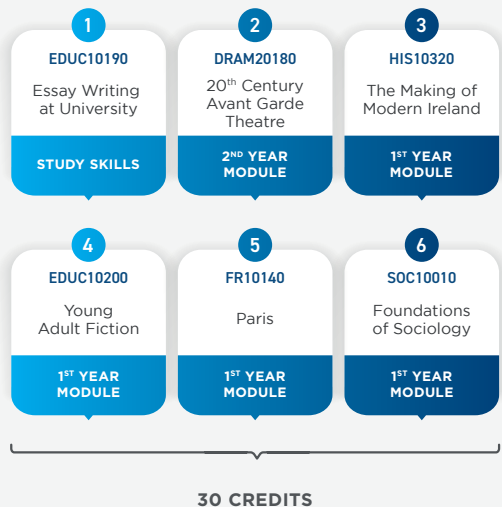 1
EDUC10190
Essay Writing
at University
STUDY SKILLS
2
DRAM20180
20th Century
Avant Garde
Theatre
2ND YEAR
MODULE
3
HIS10320
The Making of
Modern Ireland
1ST YEAR
MODULE
4
EDUC10200
Young
Adult Fiction
1ST YEAR
MODULE
5
FR10140
Paris
1ST YEAR
MODULE
6
SOC10010
Foundations
of Sociology
1ST YEAR
MODULE
30 CREDITS